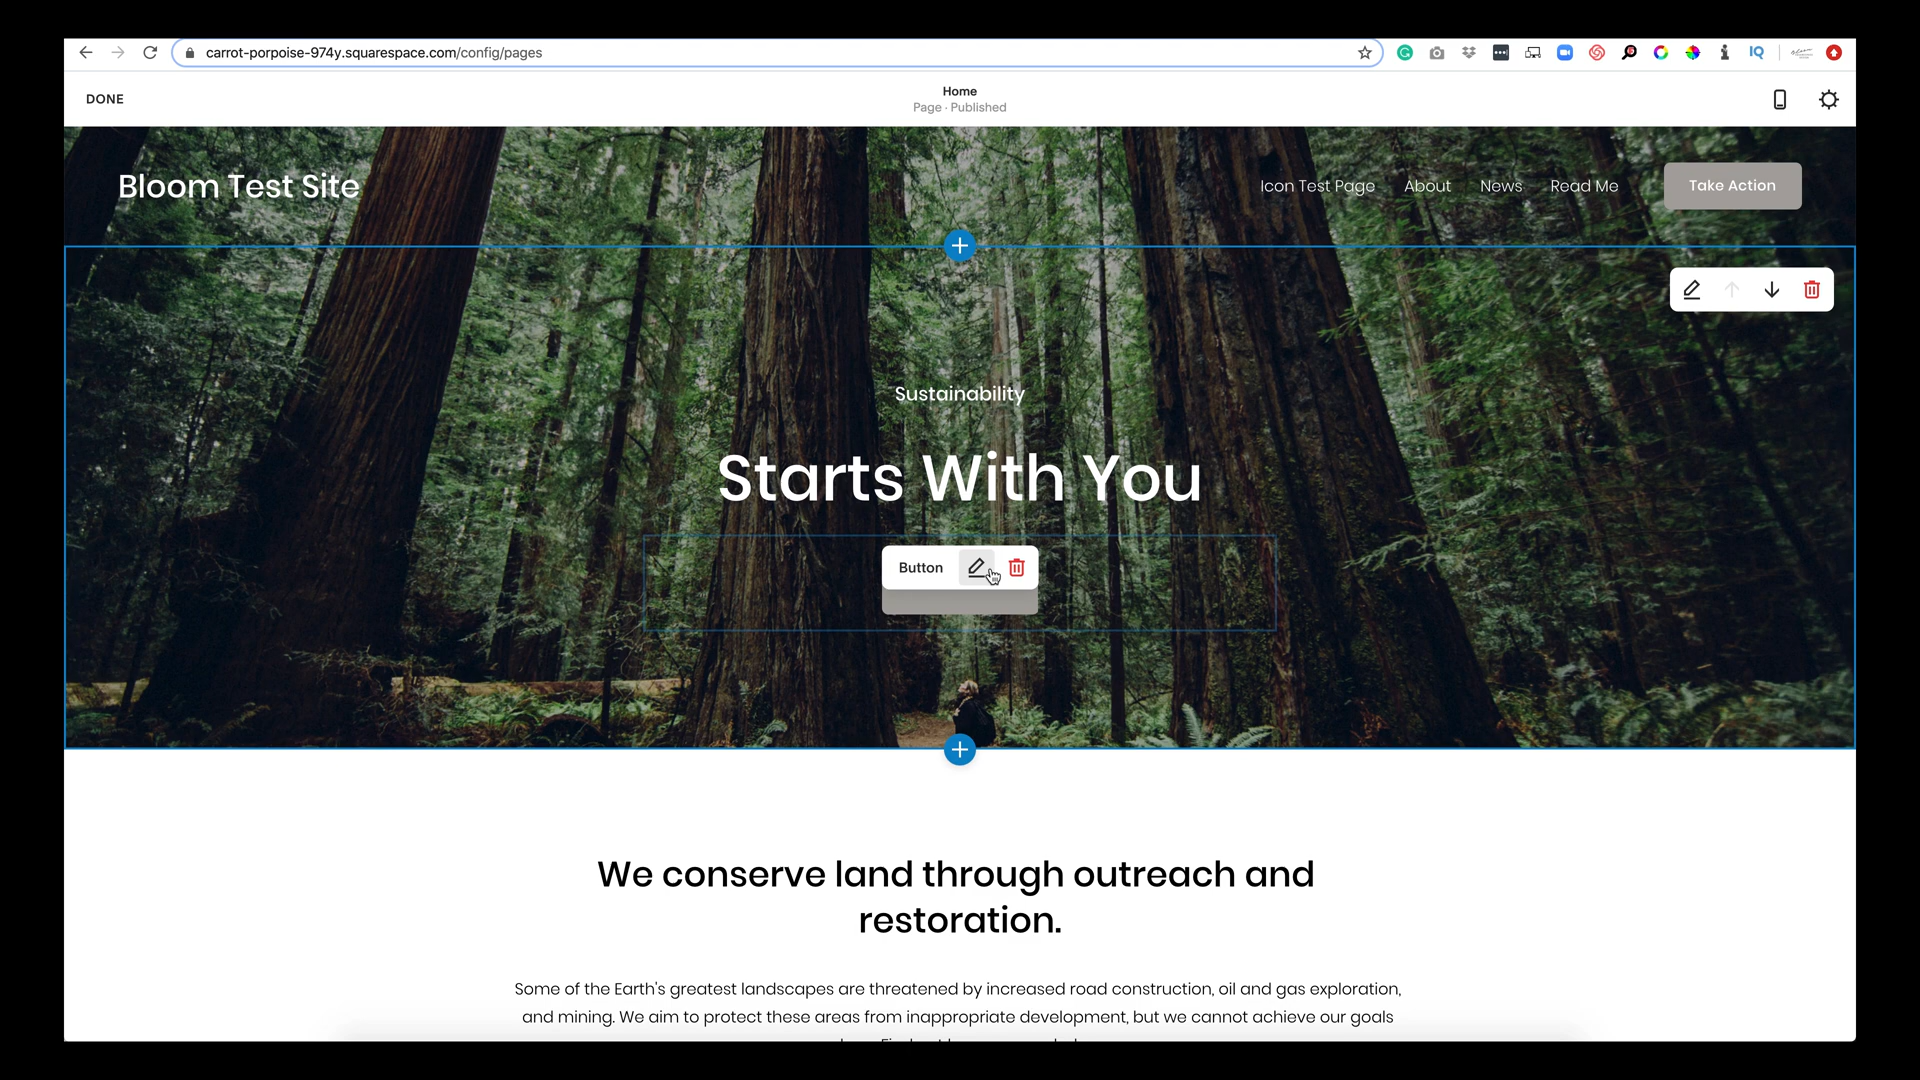 carrot-porpoise-974y.squarespace.com/config/pages
IQ
DONE
Home
Page · Published
Bloom Test Site
Icon Test Page About News Read Me Take Action
Sustainability
Starts With You
Button
We conserve land through outreach and
restoration.
Some of the Earth's greatest landscapes are threatened by increased road construction, oil and gas exploration,
and mining. We aim to protect these areas from inappropriate development, but we cannot achieve our goals